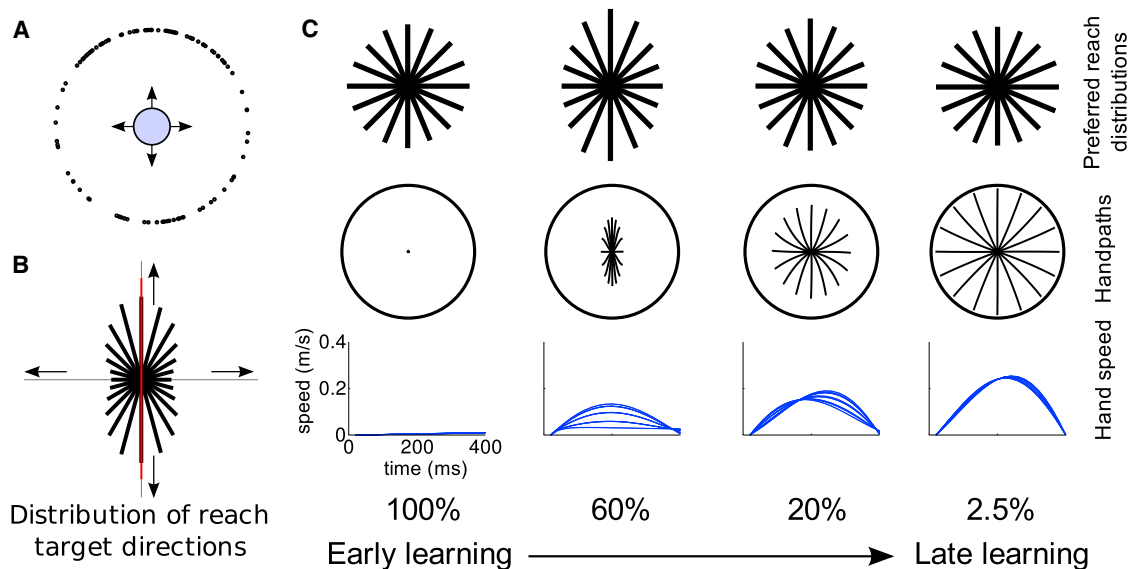 A
B
Distribution of reach
target directions
C
Preferred reach
distributions
Handpaths
Hand speed
speed (m/s)
0.4
0.2
0
0 200 400
time (ms)
100% 60% 20% 2.5%
Early learning Late learning